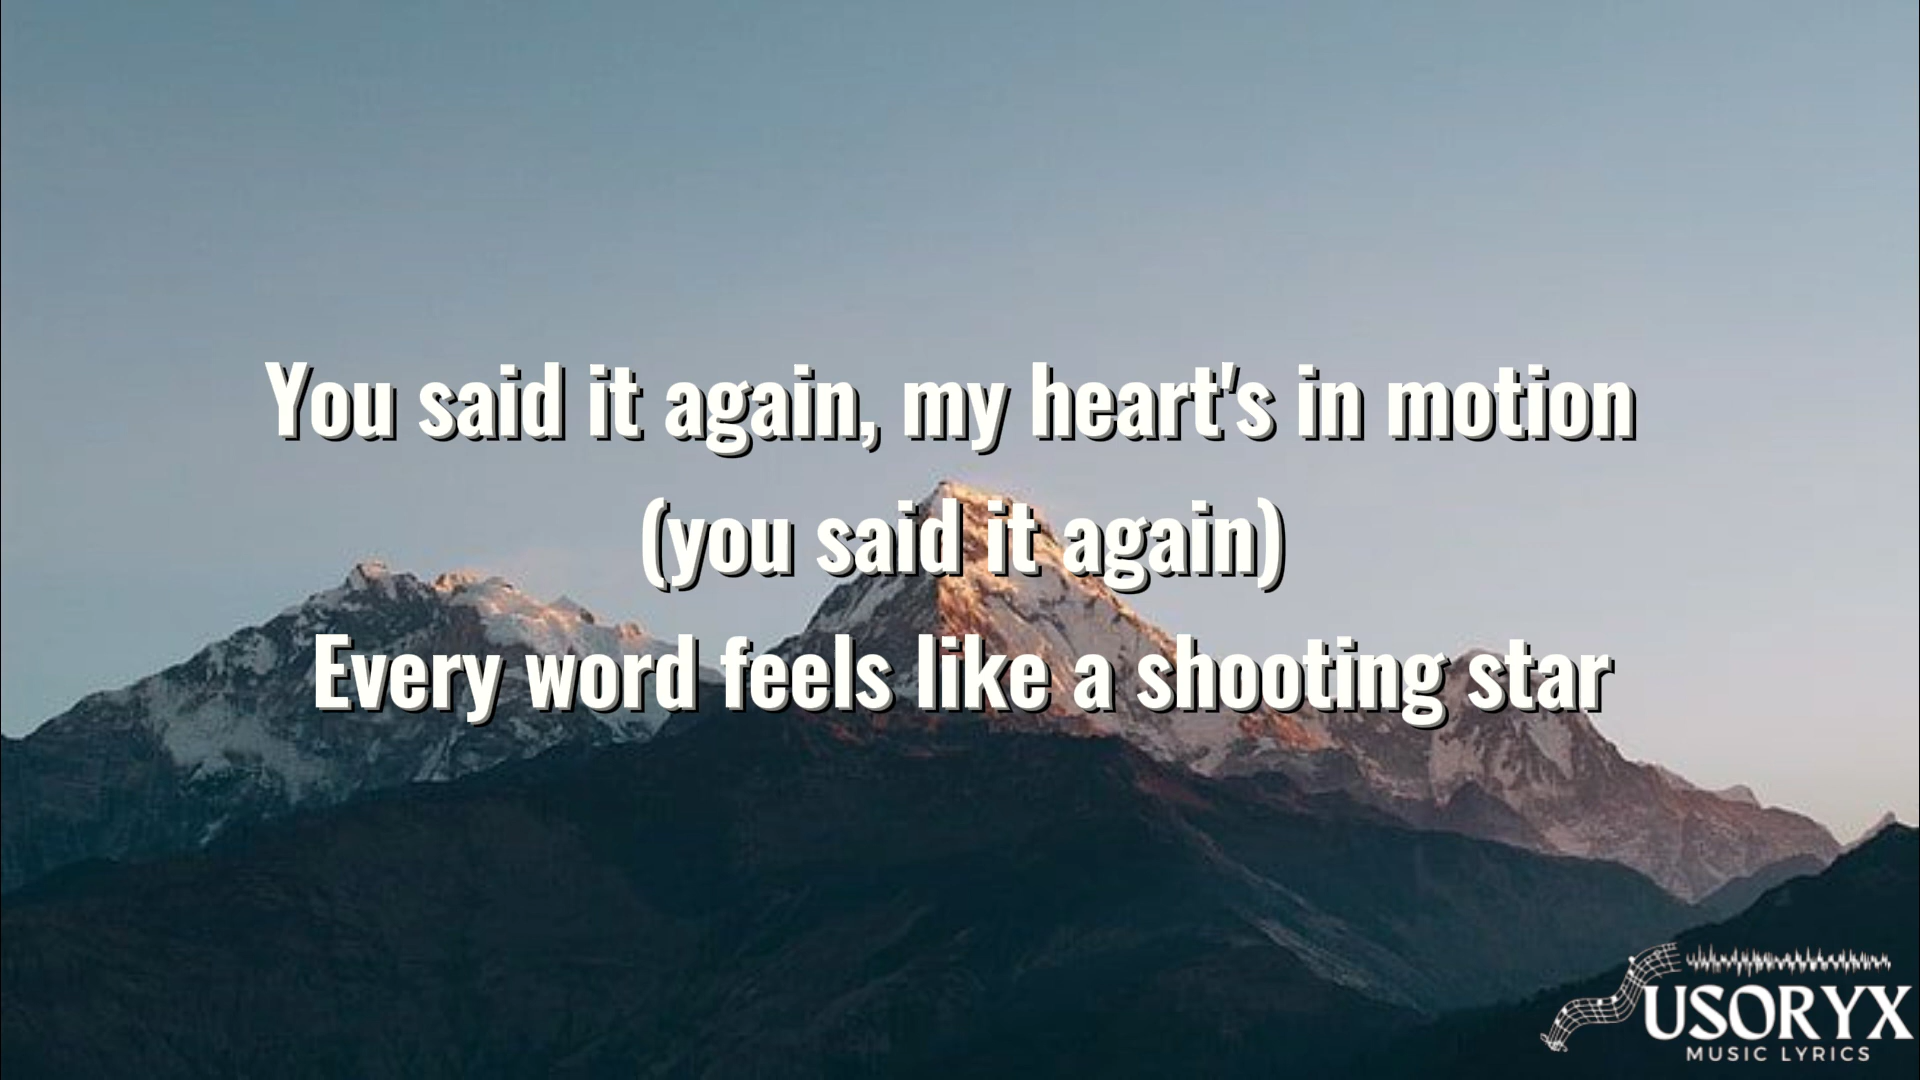 You said it again, my heart's in motion
(you said it again)
Every word feels like a shooting star
USORYX
MUSIC LYRICS